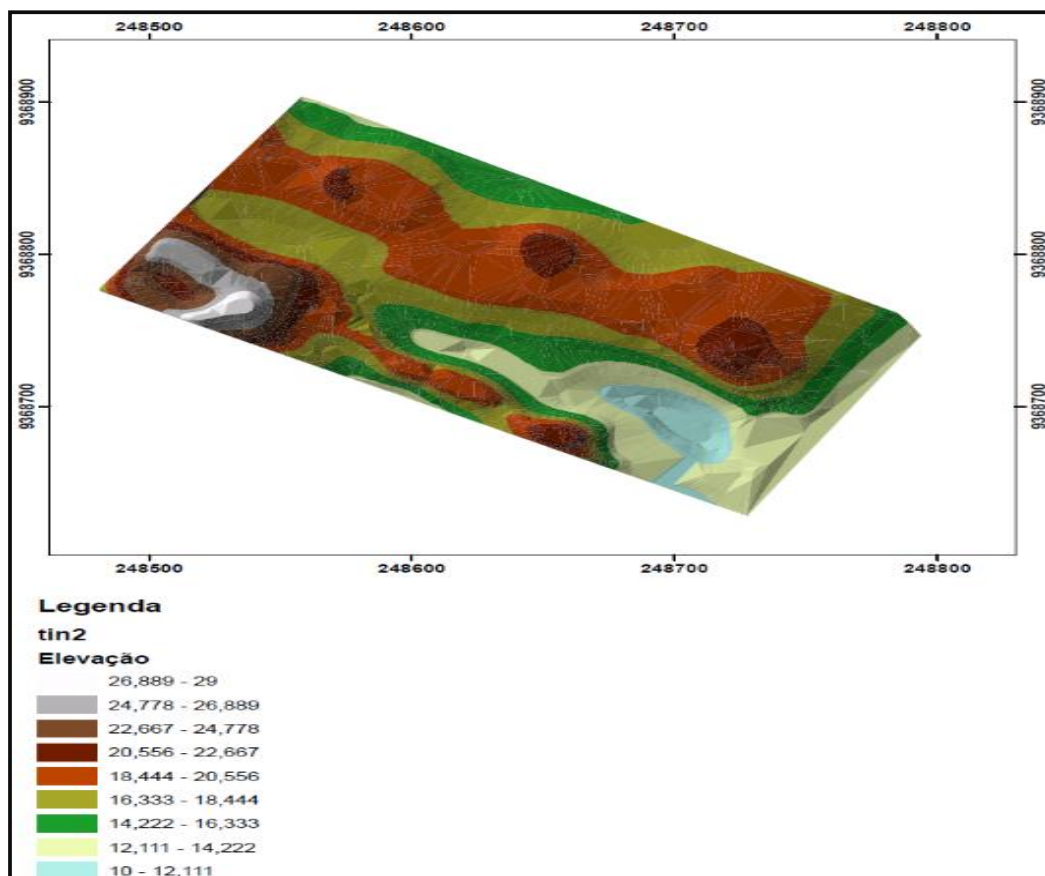 248500 248600 248700 248800
9368900 9368900
9368800 9368800
9368700 9368700
248500 248600 248700 248800
Legenda
tin2
Elevação
26,889 - 29
24,778 - 26,889
22,667 - 24,778
20,556 - 22,667
18,444 - 20,556
16,333 - 18,444
14,222 - 16,333
12,111 - 14,222
10 - 12,111